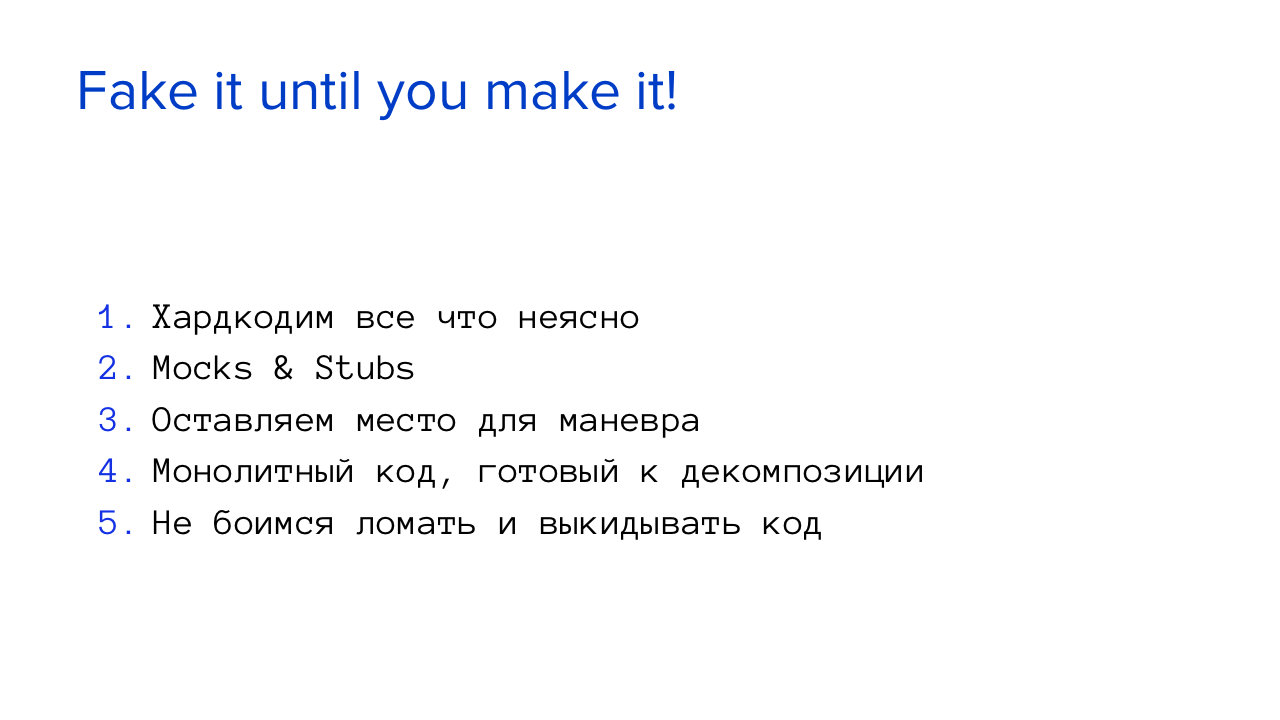 Fake it until you make it!
1. Хардкодим все что неясно
2. Mocks & Stubs
3. Оставляем место для маневра
4. Монолитный код, готовый к декомпозиции
5. Не боимся ломать и выкидывать код